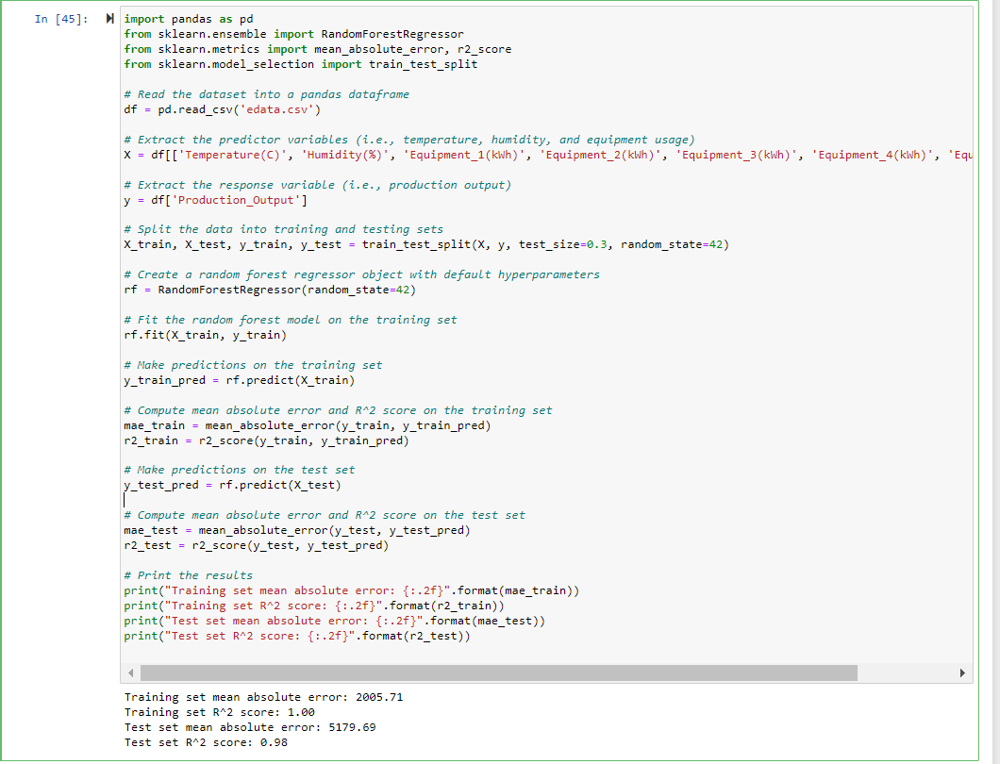 In [45]:
import pandas as pd
from sklearn.ensemble import RandomForestRegressor
from sklearn.metrics import mean_absolute_error, r2_score
from sklearn.model_selection import train_test_split
# Read the dataset into a pandas dataframe
df = pd.read_csv('edata.csv')
# Extract the predictor variables (i.e., temperature, humidity, and equipment usage)
X = df[['Temperature(C)', 'Humidity(%)', 'Equipment_1(kWh)', 'Equipment_2(kWh)', 'Equipment_3(kWh)', 'Equipment_4(kWh)', 'Equ
# Extract the response variable (i.e., production output)
y = df['Production_Output']
# Split the data into training and testing sets
X_train, X_test, y_train, y_test = train_test_split(X, y, test_size=0.3, random_state=42)
# Create a random forest regressor object with default hyperparameters
rf = RandomForestRegressor(random_state=42)
# Fit the random forest model on the training set
rf.fit(X_train, y_train)
# Make predictions on the training set
y_train_pred = rf.predict(X_train)
# Compute mean absolute error and R^2 score on the training set
mae_train = mean_absolute_error(y_train, y_train_pred)
r2_train = r2_score(y_train, y_train_pred)
# Make predictions on the test set
y_test_pred = rf.predict(X_test)
# Compute mean absolute error and R^2 score on the test set
mae_test = mean_absolute_error(y_test, y_test_pred)
r2_test = r2_score(y_test, y_test_pred)
# Print the results
print("Training set mean absolute error: {:.2f}".format(mae_train))
print("Training set R^2 score: {:.2f}".format(r2_train))
print("Test set mean absolute error: {:.2f}".format(mae_test))
print("Test set R^2 score: {:.2f}".format(r2_test))
Training set mean absolute error: 2005.71
Training set R^2 score: 1.00
Test set mean absolute error: 5179.69
Test set R^2 score: 0.98